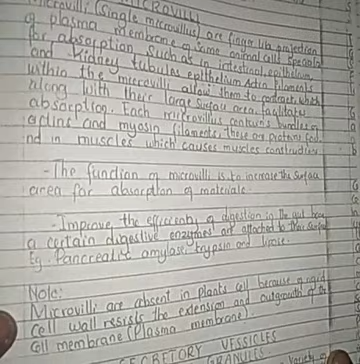 MICROVILLI
Microvilli (Single microvillus) are finger like projection
of plasma membrane of some animal cell specially
for absorption such as in intestinal epithelium
and kidney tubules epithelium Actin filaments
within the microvilli allow them to contract, which
along with their large surface area facilitate
absorption. Each microvillus contains bundles of
actins and myosin filaments, these are proteins found
nd in muscles which causes muscles constraction
- The function of microvilli is to increase the surface
area for absorption of materials.
- Improve the efficiency of digestion in the gut
a certain digestive enzymes are attached to their surface
Eg. Pancreatic amylase, trypsin and lipase.
Note:
Microvilli are absent in plants cell because of rigid
cell wall resists the extension and outgrowth of the
cell membrane (Plasma membrane).
SECRETORY VESSICLES
GRANULES